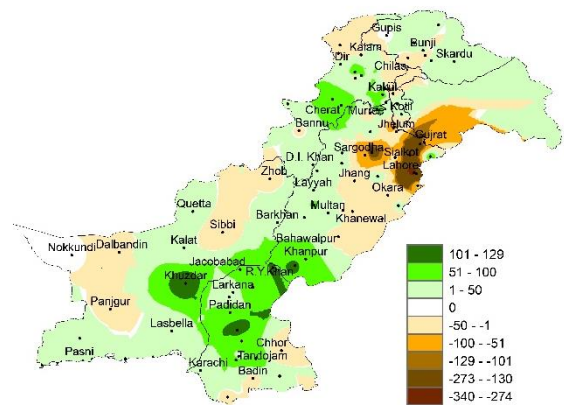 Gupis
Bunji
Kalam
Skardu
Dir
Chilas
Kakul
Cherat
Murree
Kotli
Bannu
Jhelum
Gujrat
Sargodha
Sialkot
D.I. Khan
Lahore
Zhob
Jhang
Layyah
Okara
Quetta
Multan
Barkhan
Khanewal
Sibbi
Kalat
Bahawalpur
Nokkundi
Dalbandin
Khanpur
Jacobabad
R.Y.Khan
Khuzdar
Larkana
Panjgur
Padidan
Lasbella
Chhor
Pasni
Tandojam
Karachi
Badin
101 - 129
51 - 100
1 - 50
0
-50 - -1
-100 - -51
-129 - -101
-273 - -130
-340 - -274